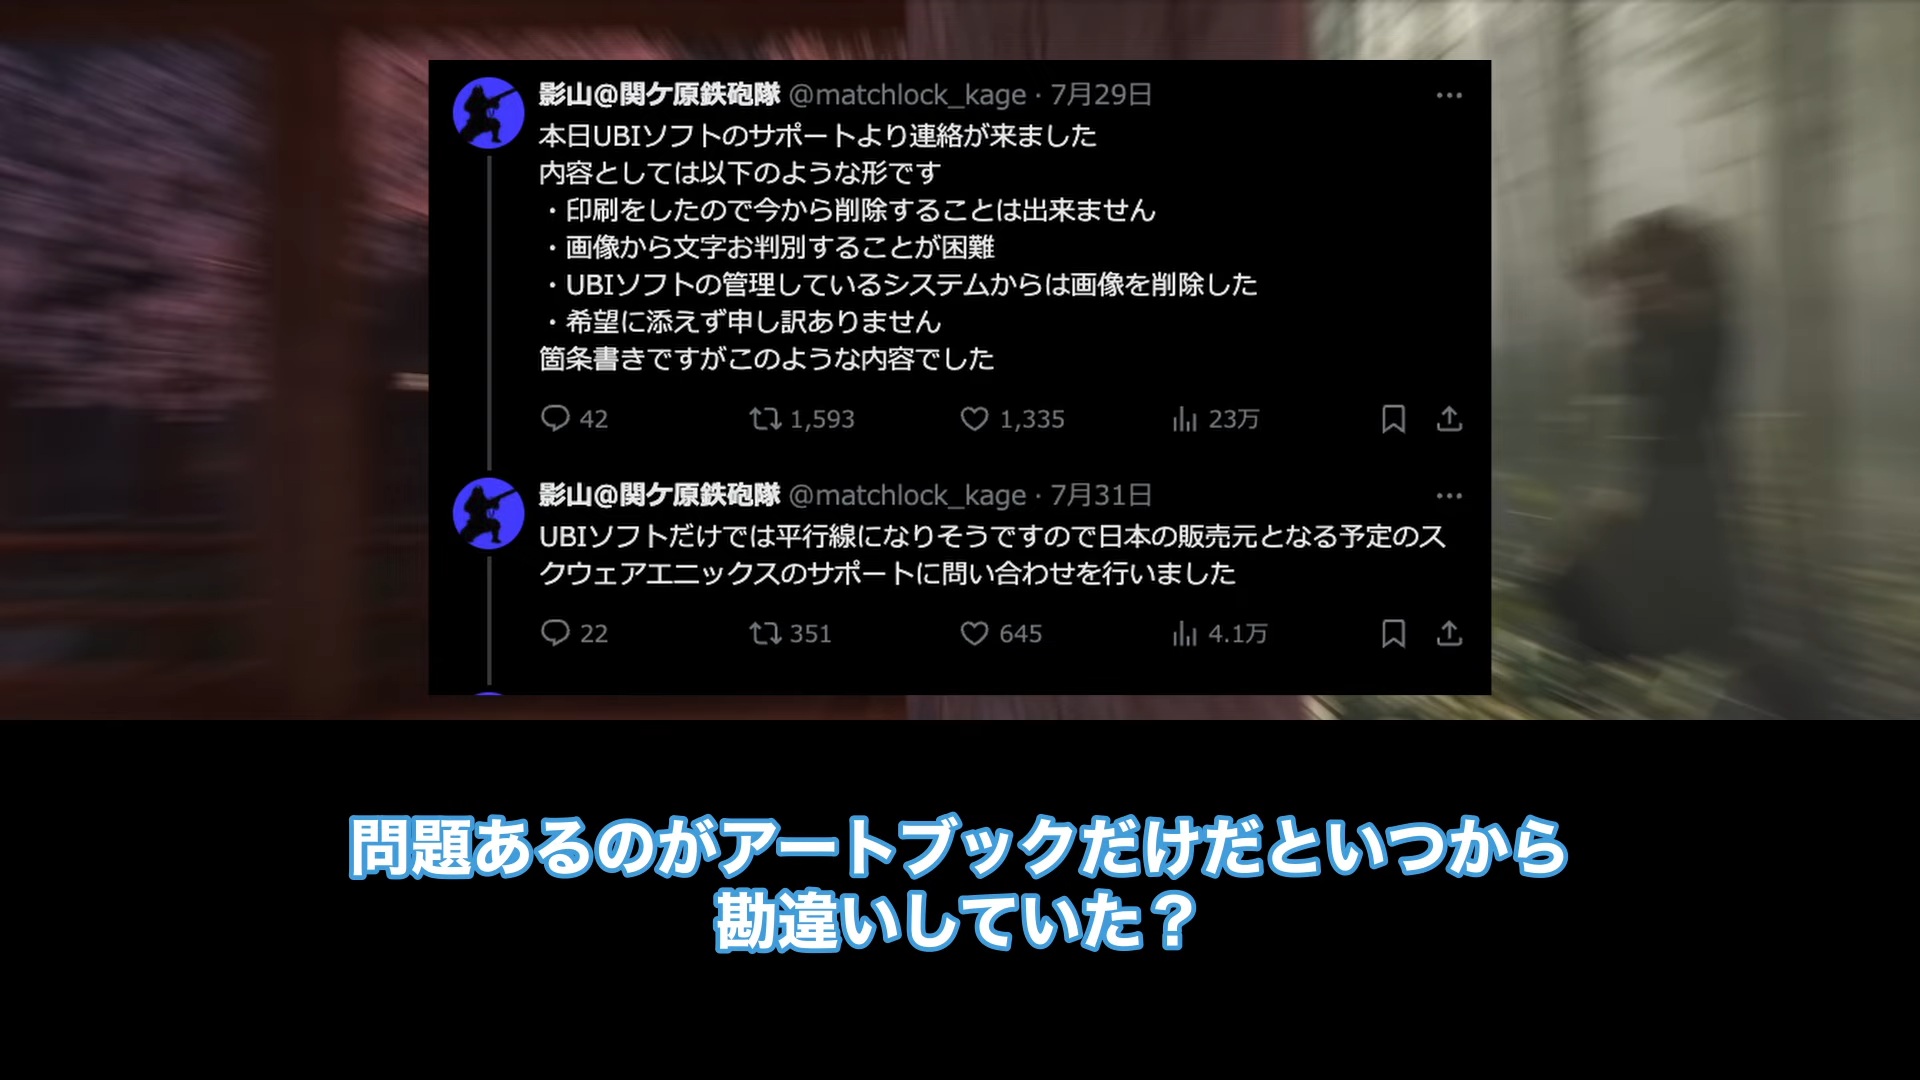 影山@関ケ原鉄砲隊 @matchlock_kage · 7月29日
本日UBIソフトのサポートより連絡が来ました
内容としては以下のような形です
・印刷をしたので今から削除することは出来ません
・画像から文字お判別することが困難
・UBIソフトの管理しているシステムからは画像を削除した
・希望に添えず申し訳ありません
箇条書きですがこのような内容でした
42 1,593 1,335 23万
影山@関ケ原鉄砲隊 @matchlock_kage · 7月31日
UBIソフトだけでは平行線になりそうですので日本の販売元となる予定のス
クウェアエニックスのサポートに問い合わせを行いました
22 351 645 4.1万
問題あるのがアートブックだけだといつから
勘違いしていた？